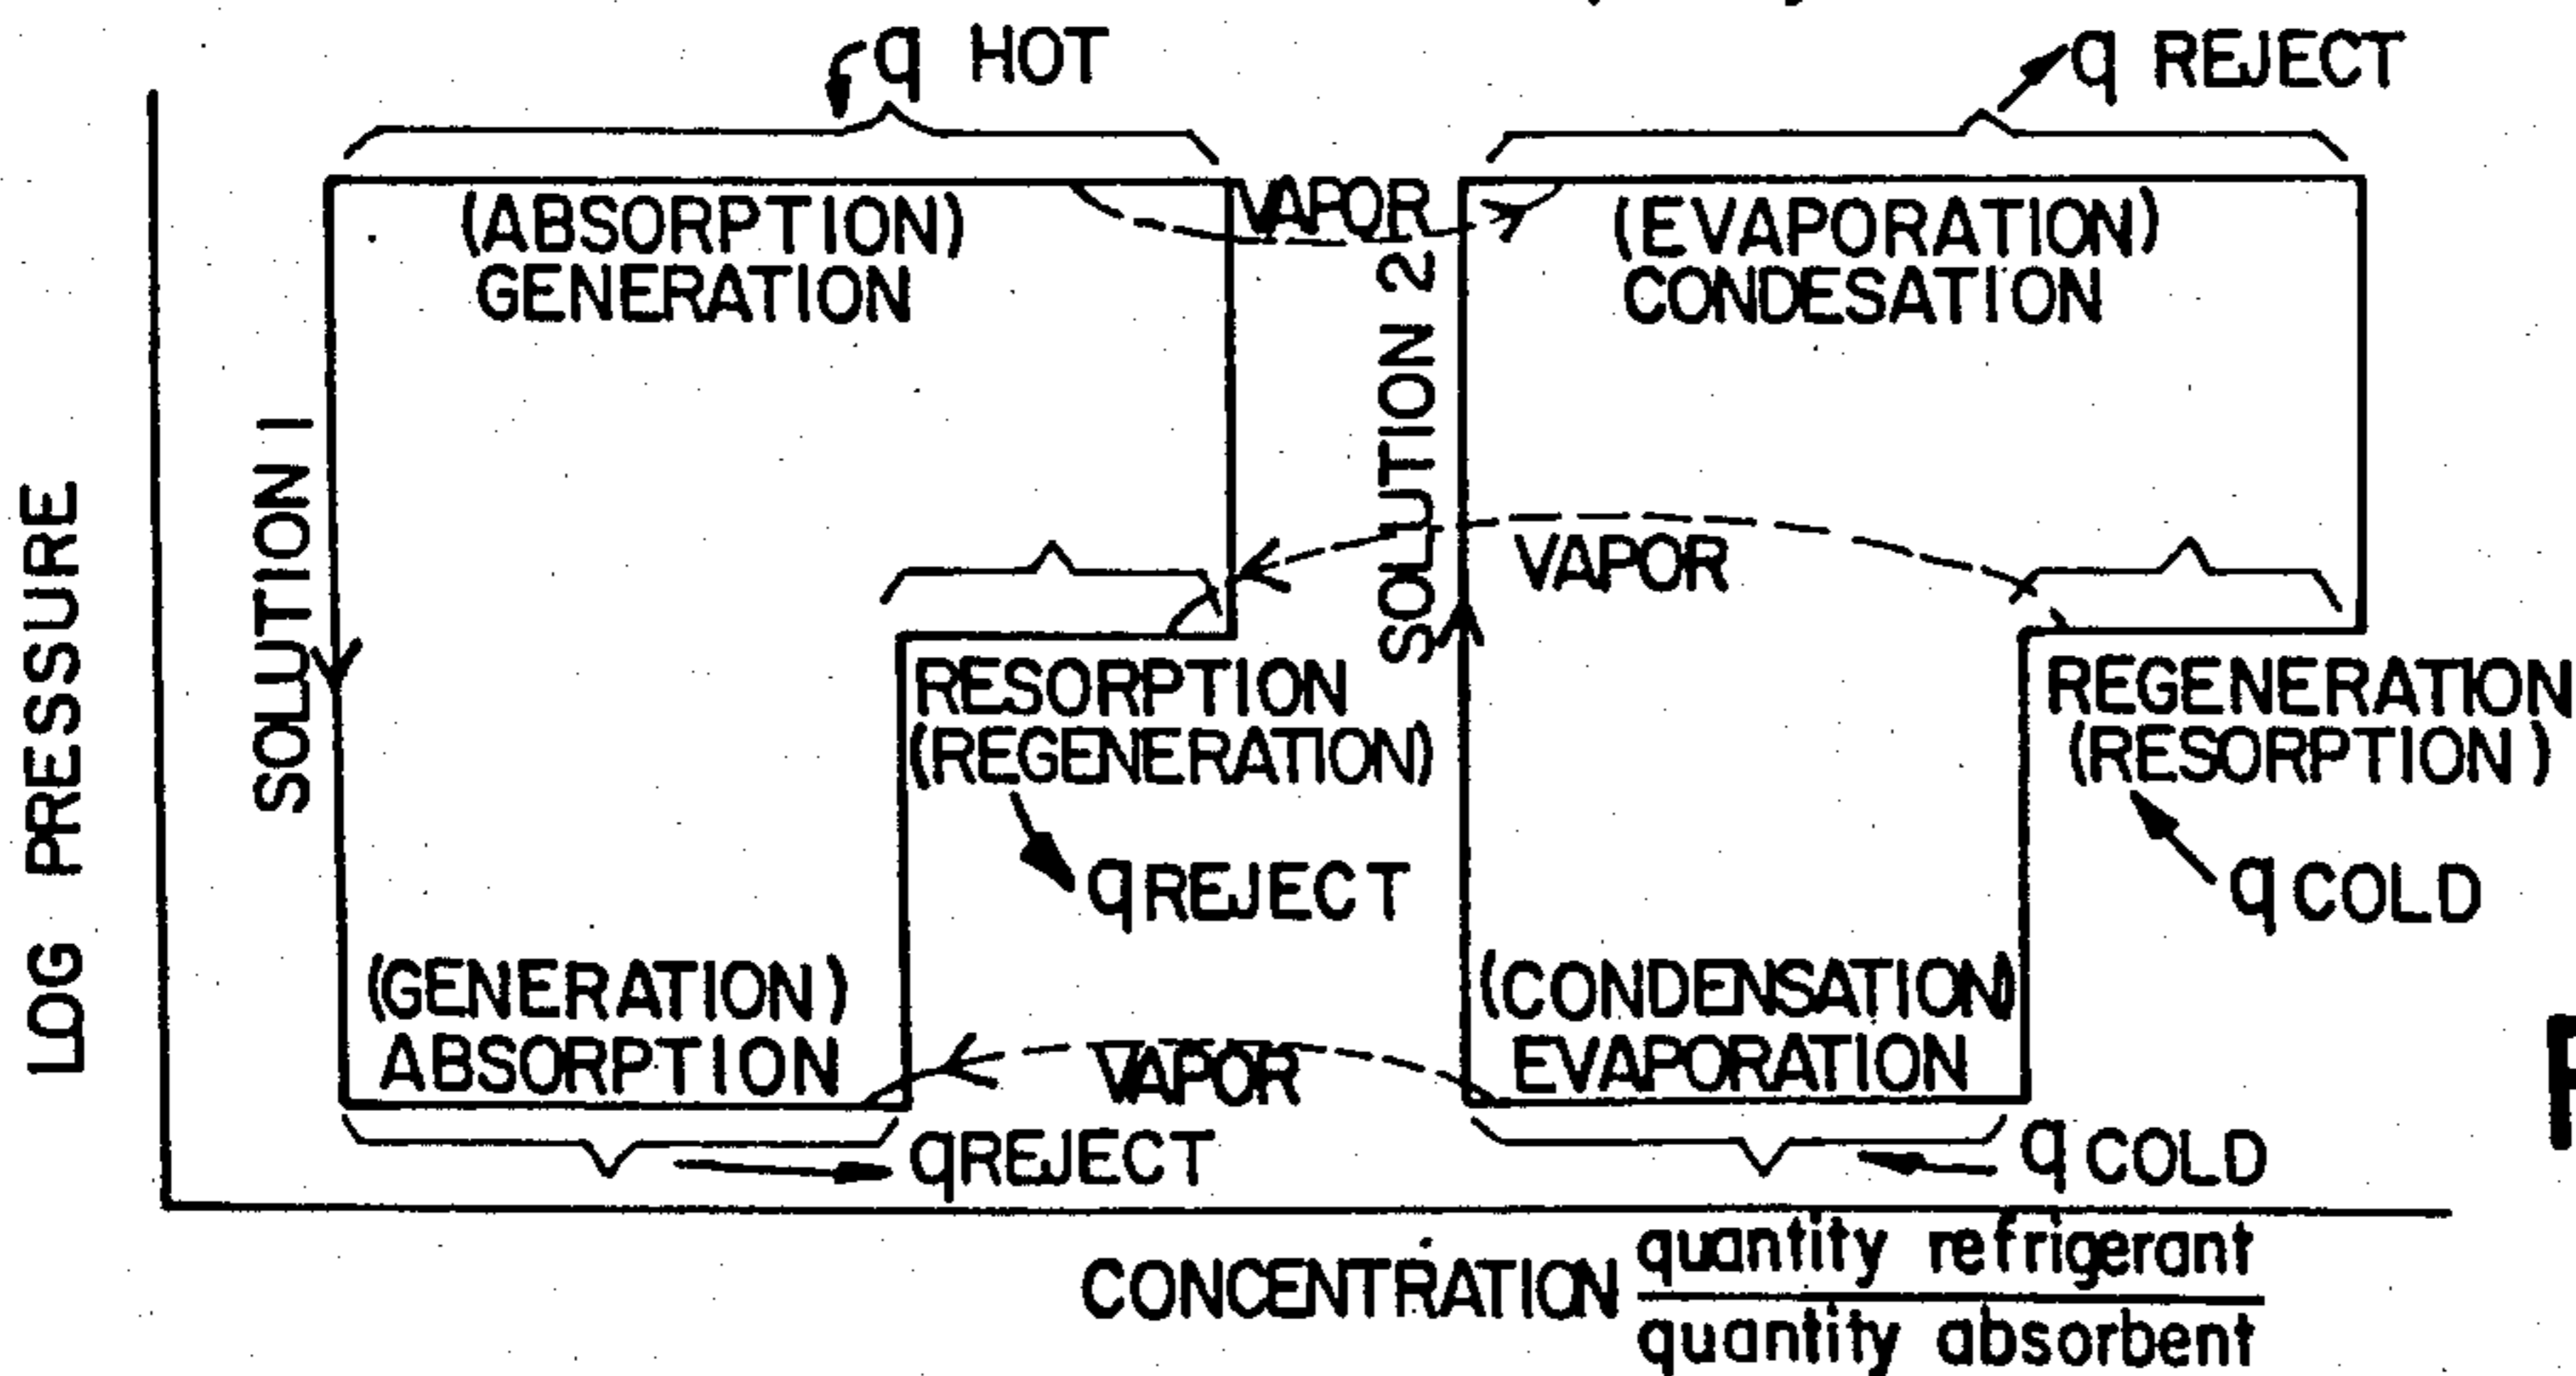 q HOT
q REJECT
(ABSORPTION)
GENERATION
VAPOR
(EVAPORATION)
CONDESATION
SOLUTION 1
SOLUTION 2
VAPOR
LOG PRESSURE
RESORPTION
(REGENERATION)
REGENERATION
(RESORPTION)
q REJECT
q COLD
(GENERATION)
ABSORPTION
VAPOR
(CONDENSATION)
EVAPORATION
q REJECT
q COLD
CONCENTRATION quantity refrigerant
quantity absorbent